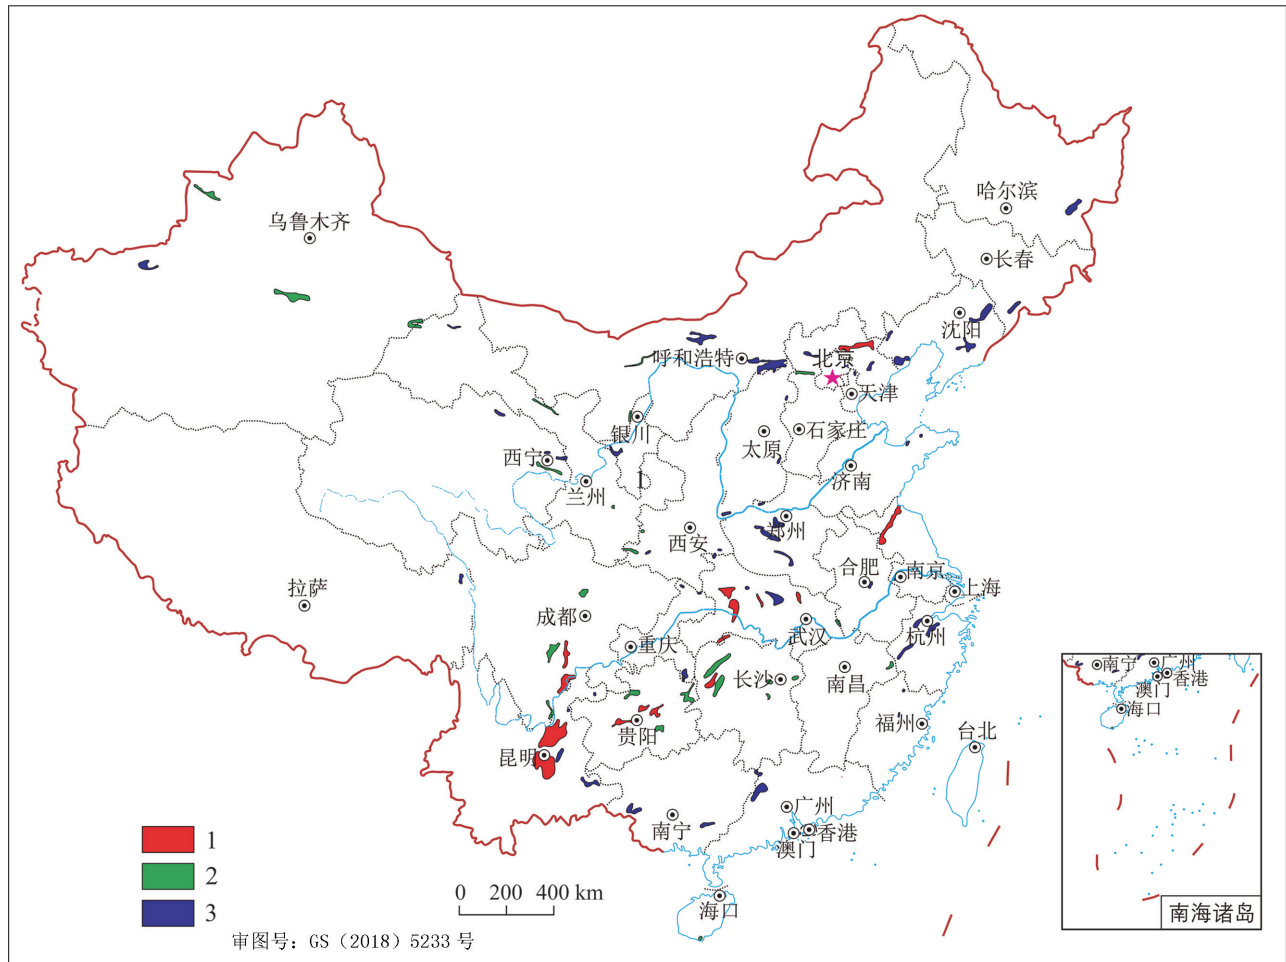 哈尔滨
乌鲁木齐
长春
沈阳
呼和浩特
北京
天津
银川
石家庄
太原
西宁
济南
兰州
郑州
西安
合肥
南京
上海
拉萨
成都
武汉
杭州
重庆
长沙
南昌
贵阳
福州
台北
昆明
广州
南宁
香港
澳门
海口
1
2
3
0 200 400 km
审图号：GS（2018）5233 号
南宁
广州
香港
澳门
海口
南海诸岛